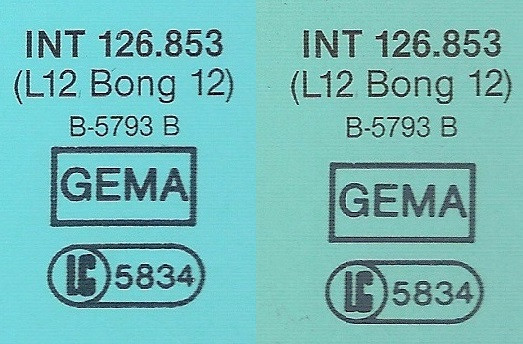 INT 126.853
(L12 Bong 12)
B-5793 B
GEMA
LC 5834
INT 126.853
(L12 Bong 12)
B-5793 B
GEMA
LC 5834